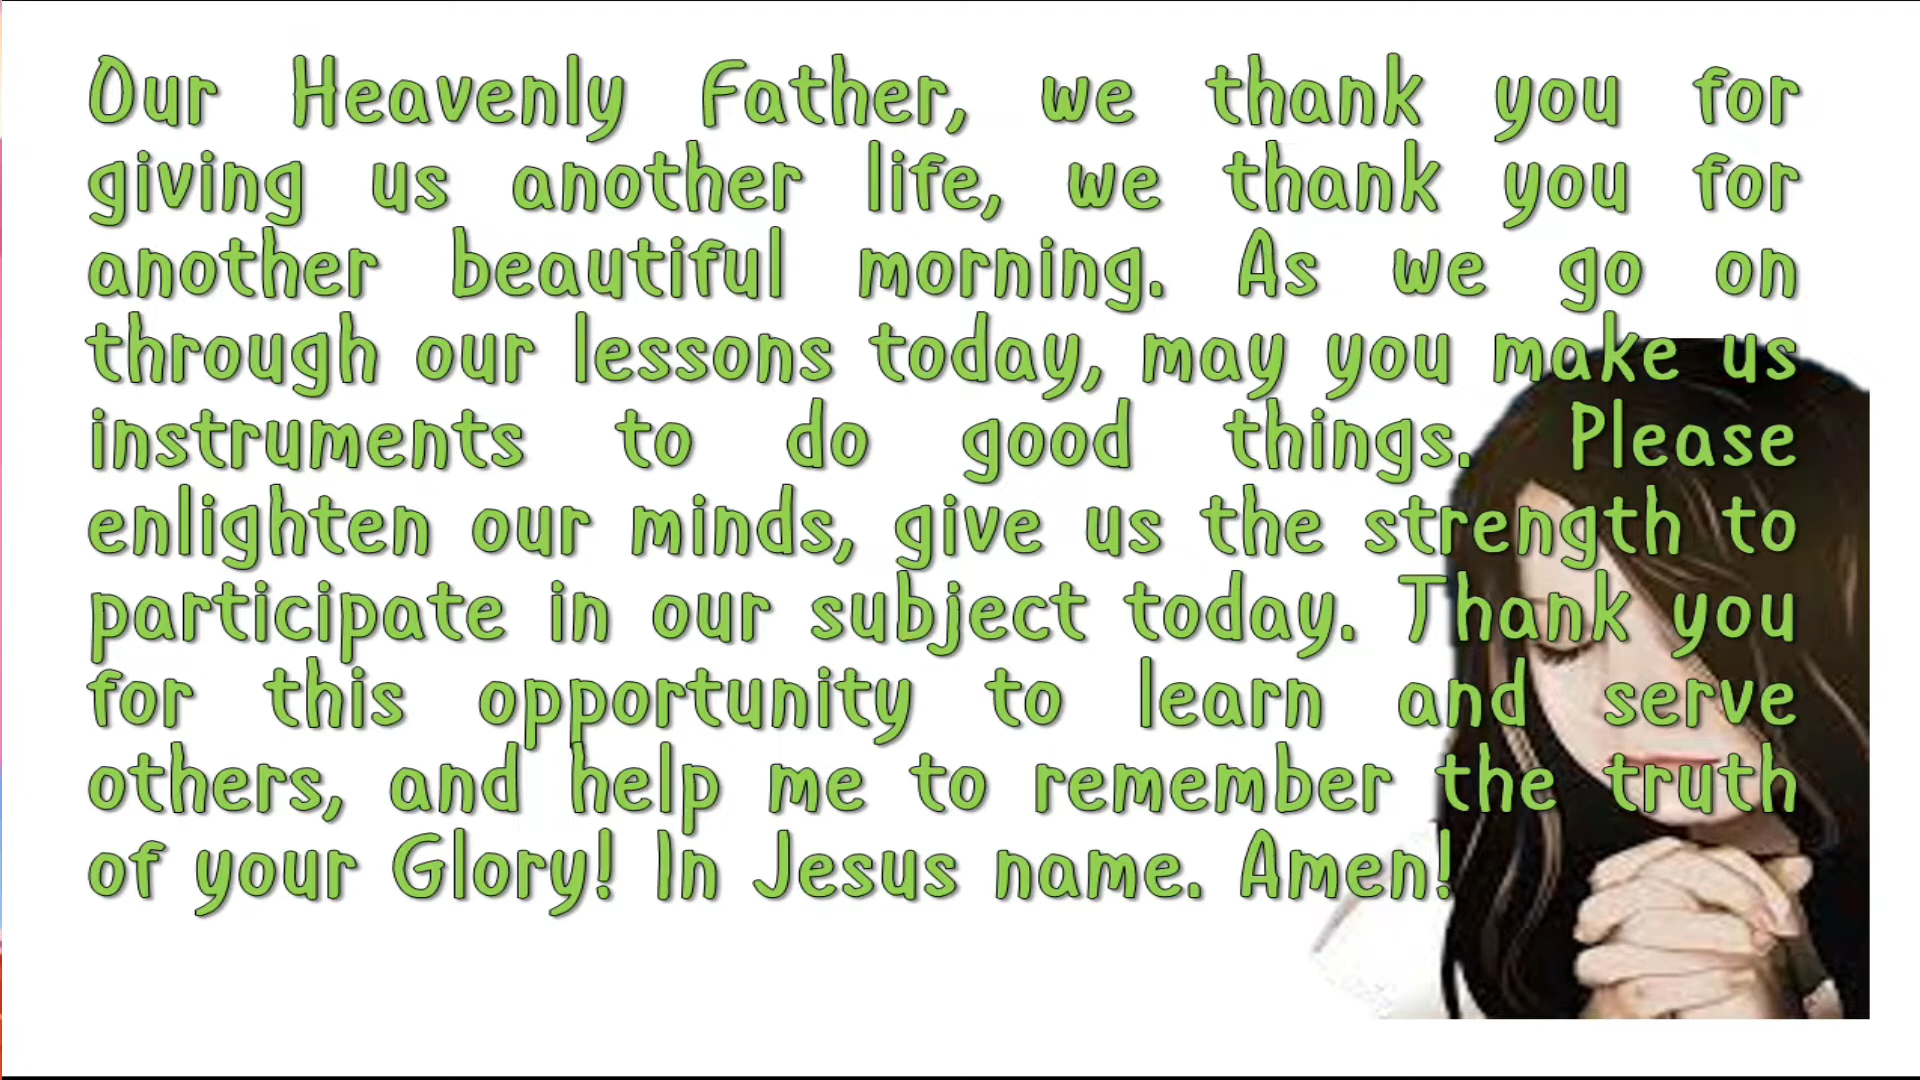 Our Heavenly Father, we thank you for
giving us another life, we thank you for
another beautiful morning. As we go on
through our lessons today, may you make us
instruments to do good things. Please
enlighten our minds, give us the strength to
participate in our subject today. Thank you
for this opportunity to learn and serve
others, and help me to remember the truth
of your Glory! In Jesus name. Amen!